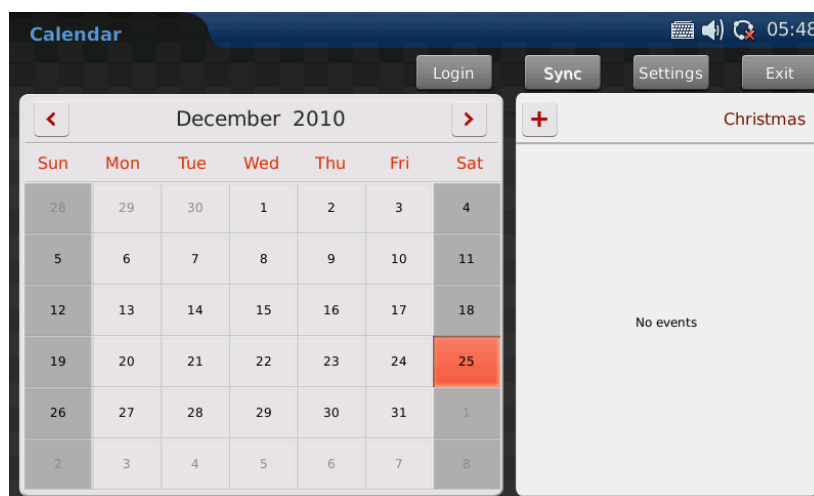 Calendar
05:48
Login
Sync
Settings
Exit
December 2010
Christmas
Sun Mon Tue Wed Thu Fri Sat
28 29 30 1 2 3 4
5 6 7 8 9 10 11
12 13 14 15 16 17 18
No events
19 20 21 22 23 24 25
26 27 28 29 30 31 1
2 3 4 5 6 7 8